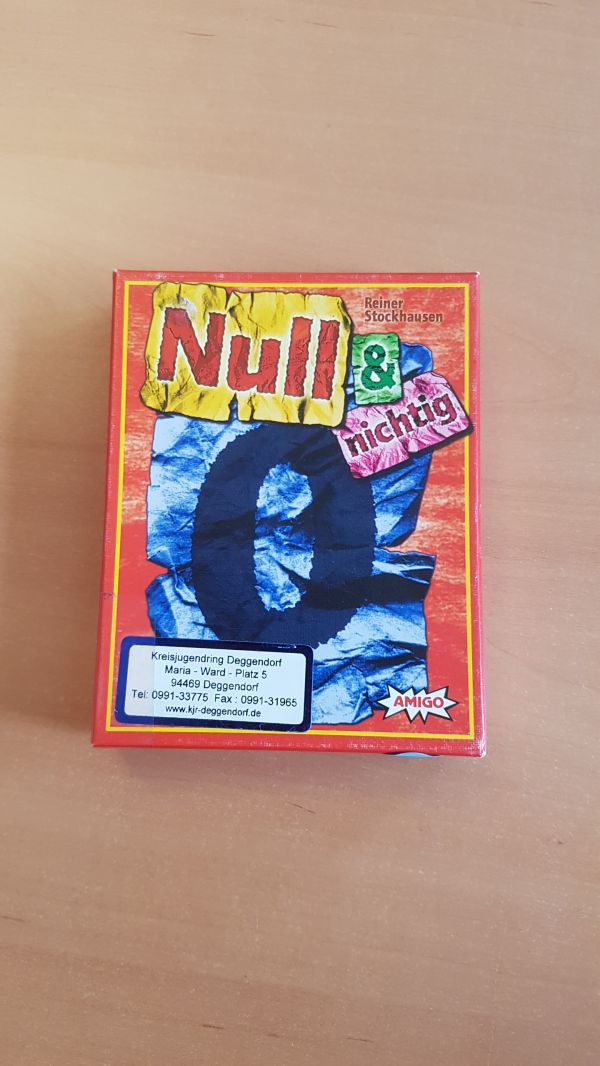 Null
&
nichtig
Reiner
Stockhausen
0
Kreisjugendring Deggendorf
Maria - Ward - Platz 5
94469 Deggendorf
Tel: 0991-33775 Fax : 0991-31965
www.kjr-deggendorf.de
AMIGO